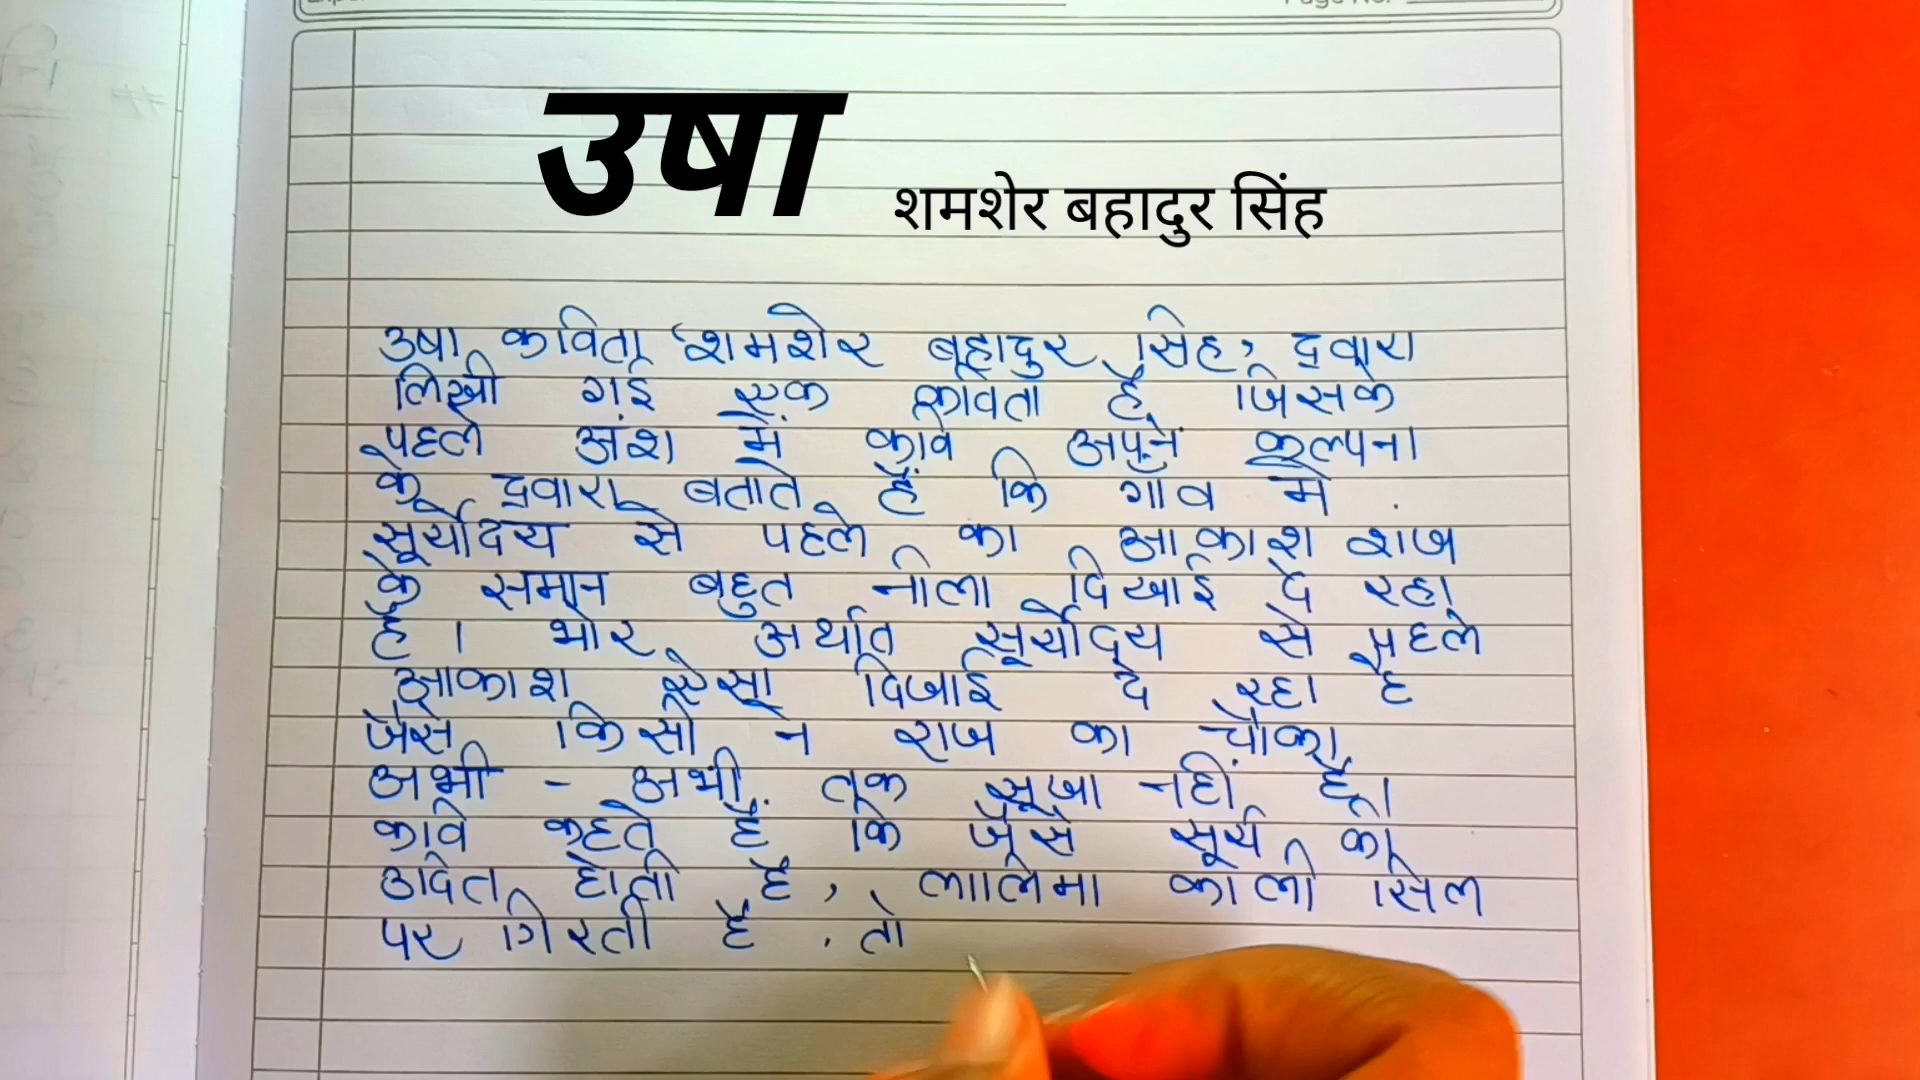 उषा
शमशेर बहादुर सिंह
उषा कविता 'शमशेर बहादुर सिंह' द्वारा
लिखी गई एक कविता है जिसके
पहले अंश में कवि अपने कल्पना
के द्वारा बताते हैं कि गाँव में
सूर्योदय से पहले का आकाश शंख
के समान बहुत नीला दिखाई दे रहा
है । भोर अर्थात सूर्योदय से पहले
आकाश ऐसा दिखाई दे रहा है
जैसे किसी ने राख का चौका
अभी - अभी तक सूखा नहीं है।
कवि कहते हैं कि जैसे सूर्य की
उदित होती है, लालिमा काली सिल
पर गिरती है . तो